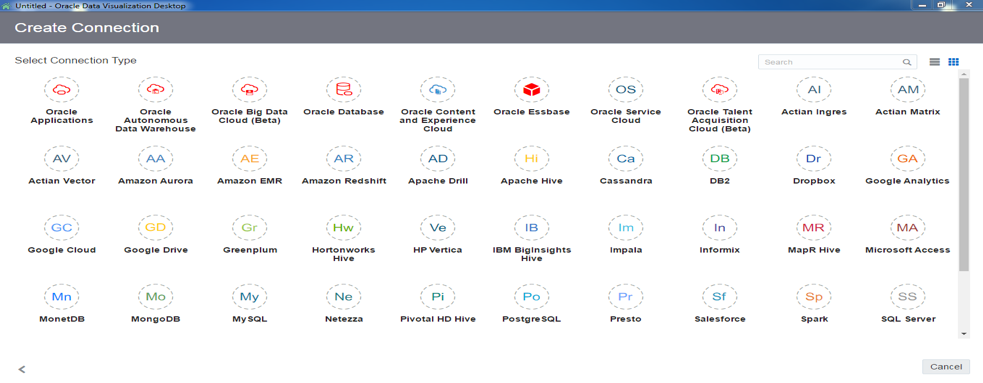 Untitled - Oracle Data Visualization Desktop
Create Connection
Select Connection Type
Search
OS
AI
AM
Oracle Applications
Oracle Autonomous Data Warehouse
Oracle Big Data Cloud (Beta)
Oracle Database
Oracle Content and Experience Cloud
Oracle Essbase
Oracle Service Cloud
Oracle Talent Acquisition Cloud (Beta)
Actian Ingres
Actian Matrix
AV
AA
AE
AR
AD
Hi
Ca
DB
Dr
GA
Actian Vector
Amazon Aurora
Amazon EMR
Amazon Redshift
Apache Drill
Apache Hive
Cassandra
DB2
Dropbox
Google Analytics
GC
GD
Gr
Hw
Ve
IB
Im
In
MR
MA
Google Cloud
Google Drive
Greenplum
Hortonworks Hive
HP Vertica
IBM BigInsights Hive
Impala
Informix
MapR Hive
Microsoft Access
Mn
Mo
My
Ne
Pi
Po
Pr
Sf
Sp
SS
MonetDB
MongoDB
MySQL
Netezza
Pivotal HD Hive
PostgreSQL
Presto
Salesforce
Spark
SQL Server
Cancel